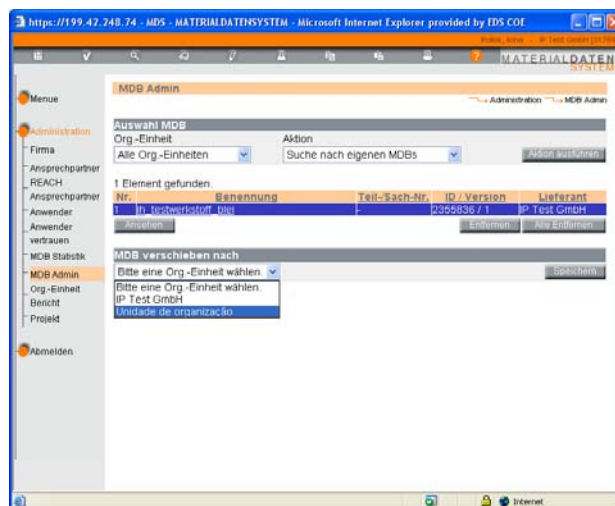 https://199.42.248.74 - MDS - MATERIALDATENSYSTEM - Microsoft Internet Explorer provided by EDS COE
MATERIALDATEN
SYSTEM
Menue
Administration
Firma
Ansprechpartner
REACH
Ansprechpartner
Anwender
Anwender
vertrauen
MDB Statistik
MDB Admin
Org.-Einheit
Bericht
Projekt
Abmelden
MDB Admin
Administration MDB Admin
Auswahl MDB
Org.-Einheit Aktion
Alle Org.-Einheiten Suche nach eigenen MDBs Aktion ausführen
1 Element gefunden.
Nr. Benennung Teil-/Sach-Nr. ID / Version Lieferant
1 lh_testwerkstoff_blei - 2355836 / 1 IP Test GmbH
Ansehen Entfernen Alle Entfernen
MDB verschieben nach
Bitte eine Org.-Einheit wählen. Speichern
Bitte eine Org.-Einheit wählen.
IP Test GmbH
Unidade de organização
Internet